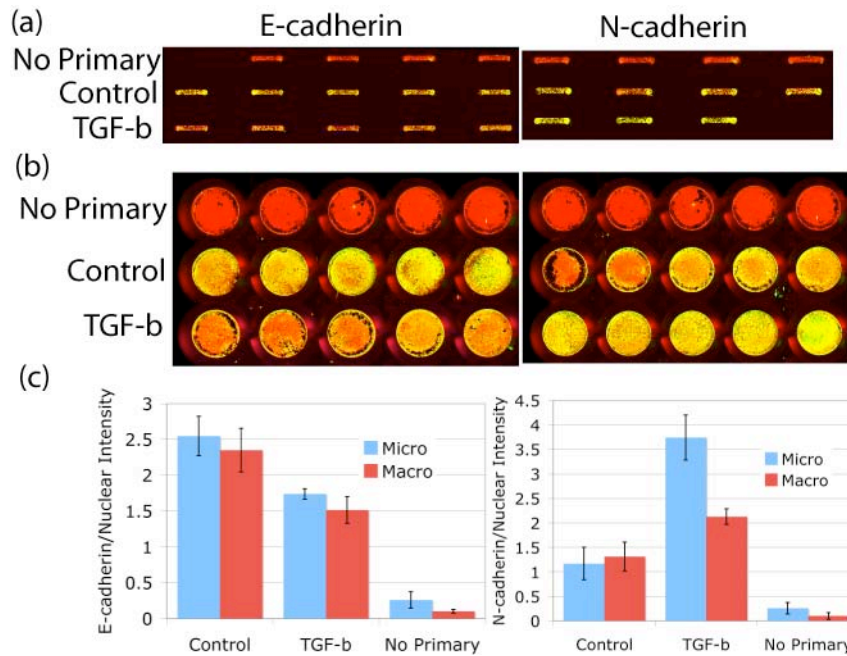 (a)
E-cadherin
N-cadherin
No Primary
Control
TGF-b
(b)
No Primary
Control
TGF-b
(c)
E-cadherin/Nuclear Intensity
3
2.5
2
1.5
1
0.5
0
Micro
Macro
Control
TGF-b
No Primary
N-cadherin/Nuclear Intensity
4.5
4
3.5
3
2.5
2
1.5
1
0.5
0
Micro
Macro
Control
TGF-b
No Primary